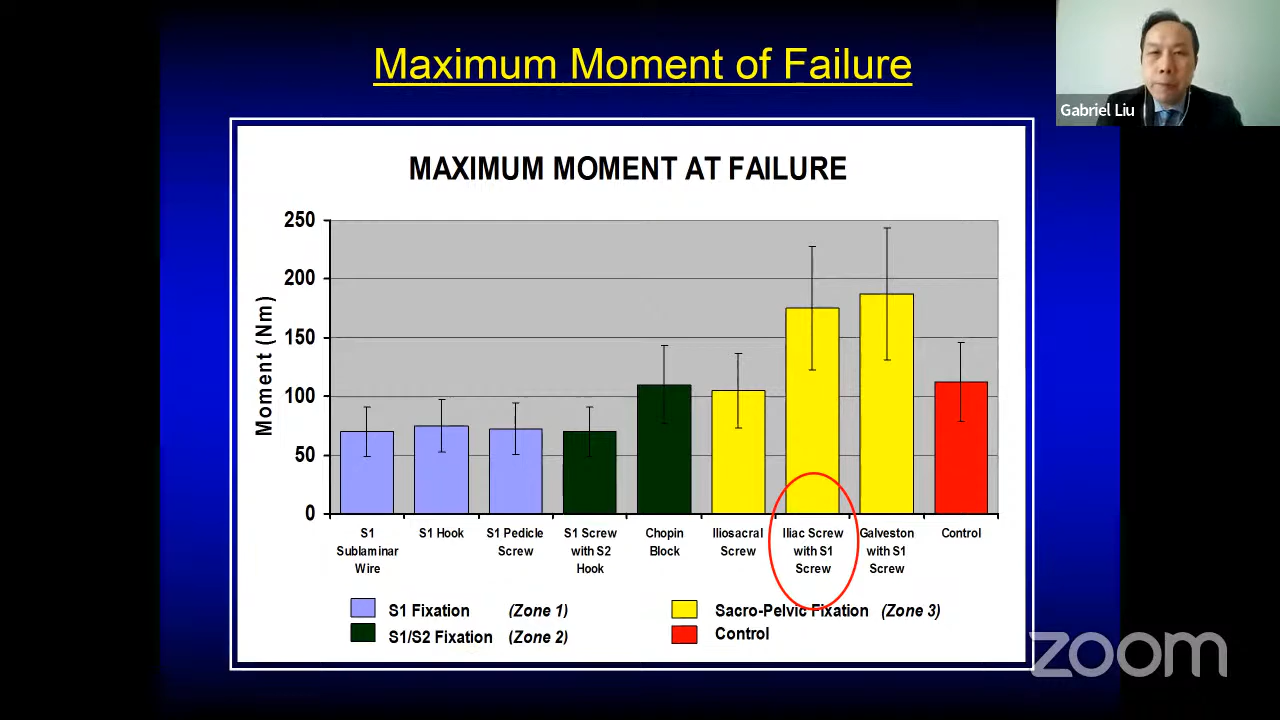 Maximum Moment of Failure
Gabriel Liu
MAXIMUM MOMENT AT FAILURE
Moment (Nm)
250
200
150
100
50
0
S1 Sublaminar Wire
S1 Hook
S1 Pedicle Screw
S1 Screw with S2 Hook
Chopin Block
Iliosacral Screw
Iliac Screw with S1 Screw
Galveston with S1 Screw
Control
S1 Fixation (Zone 1)
S1/S2 Fixation (Zone 2)
Sacro-Pelvic Fixation (Zone 3)
Control
zoom